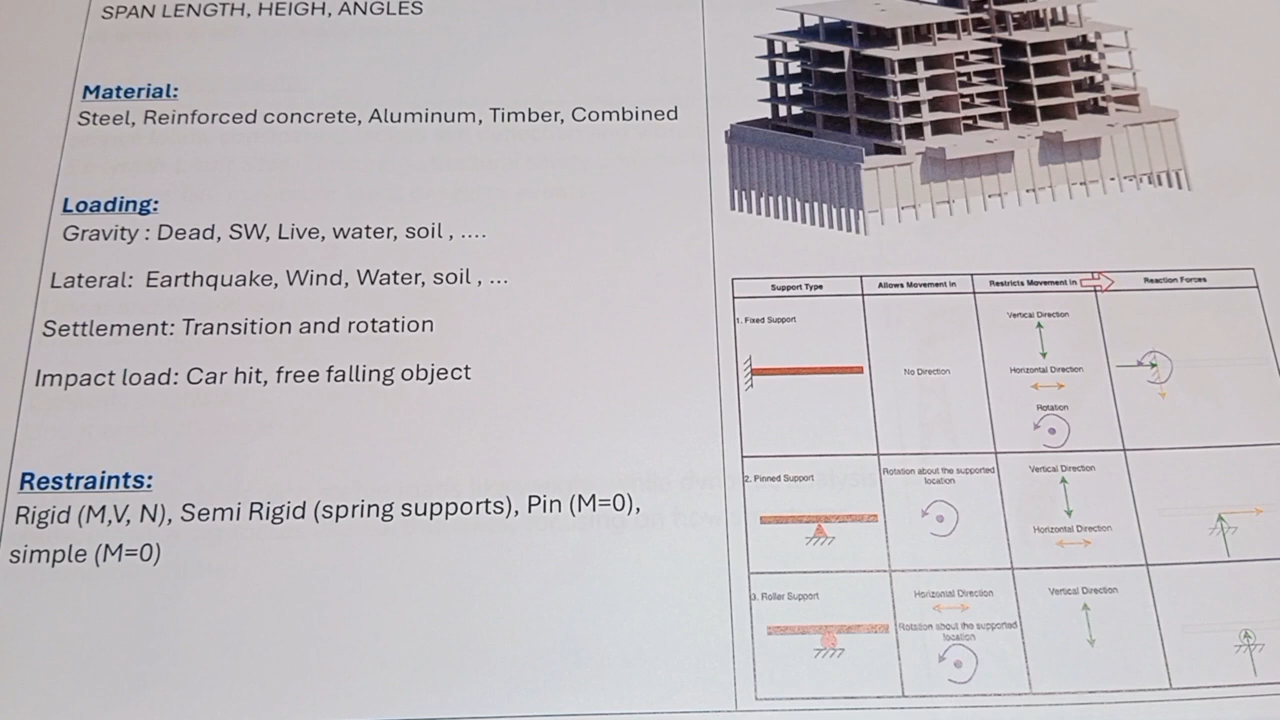 SPAN LENGTH, HEIGH, ANGLES
Material:
Steel, Reinforced concrete, Aluminum, Timber, Combined
Loading:
Gravity : Dead, SW, Live, water, soil , ....
Lateral: Earthquake, Wind, Water, soil , ...
Settlement: Transition and rotation
Impact load: Car hit, free falling object
Restraints:
Rigid (M,V, N), Semi Rigid (spring supports), Pin (M=0),
simple (M=0)
Support Type
Allows Movement in
Restricts Movement in
Reaction Forces
1. Fixed Support
No Direction
Vertical Direction
Horizontal Direction
Rotation
2. Pinned Support
Rotation about the supported
location
Vertical Direction
Horizontal Direction
3. Roller Support
Horizontal Direction
Rotation about the supported
location
Vertical Direction